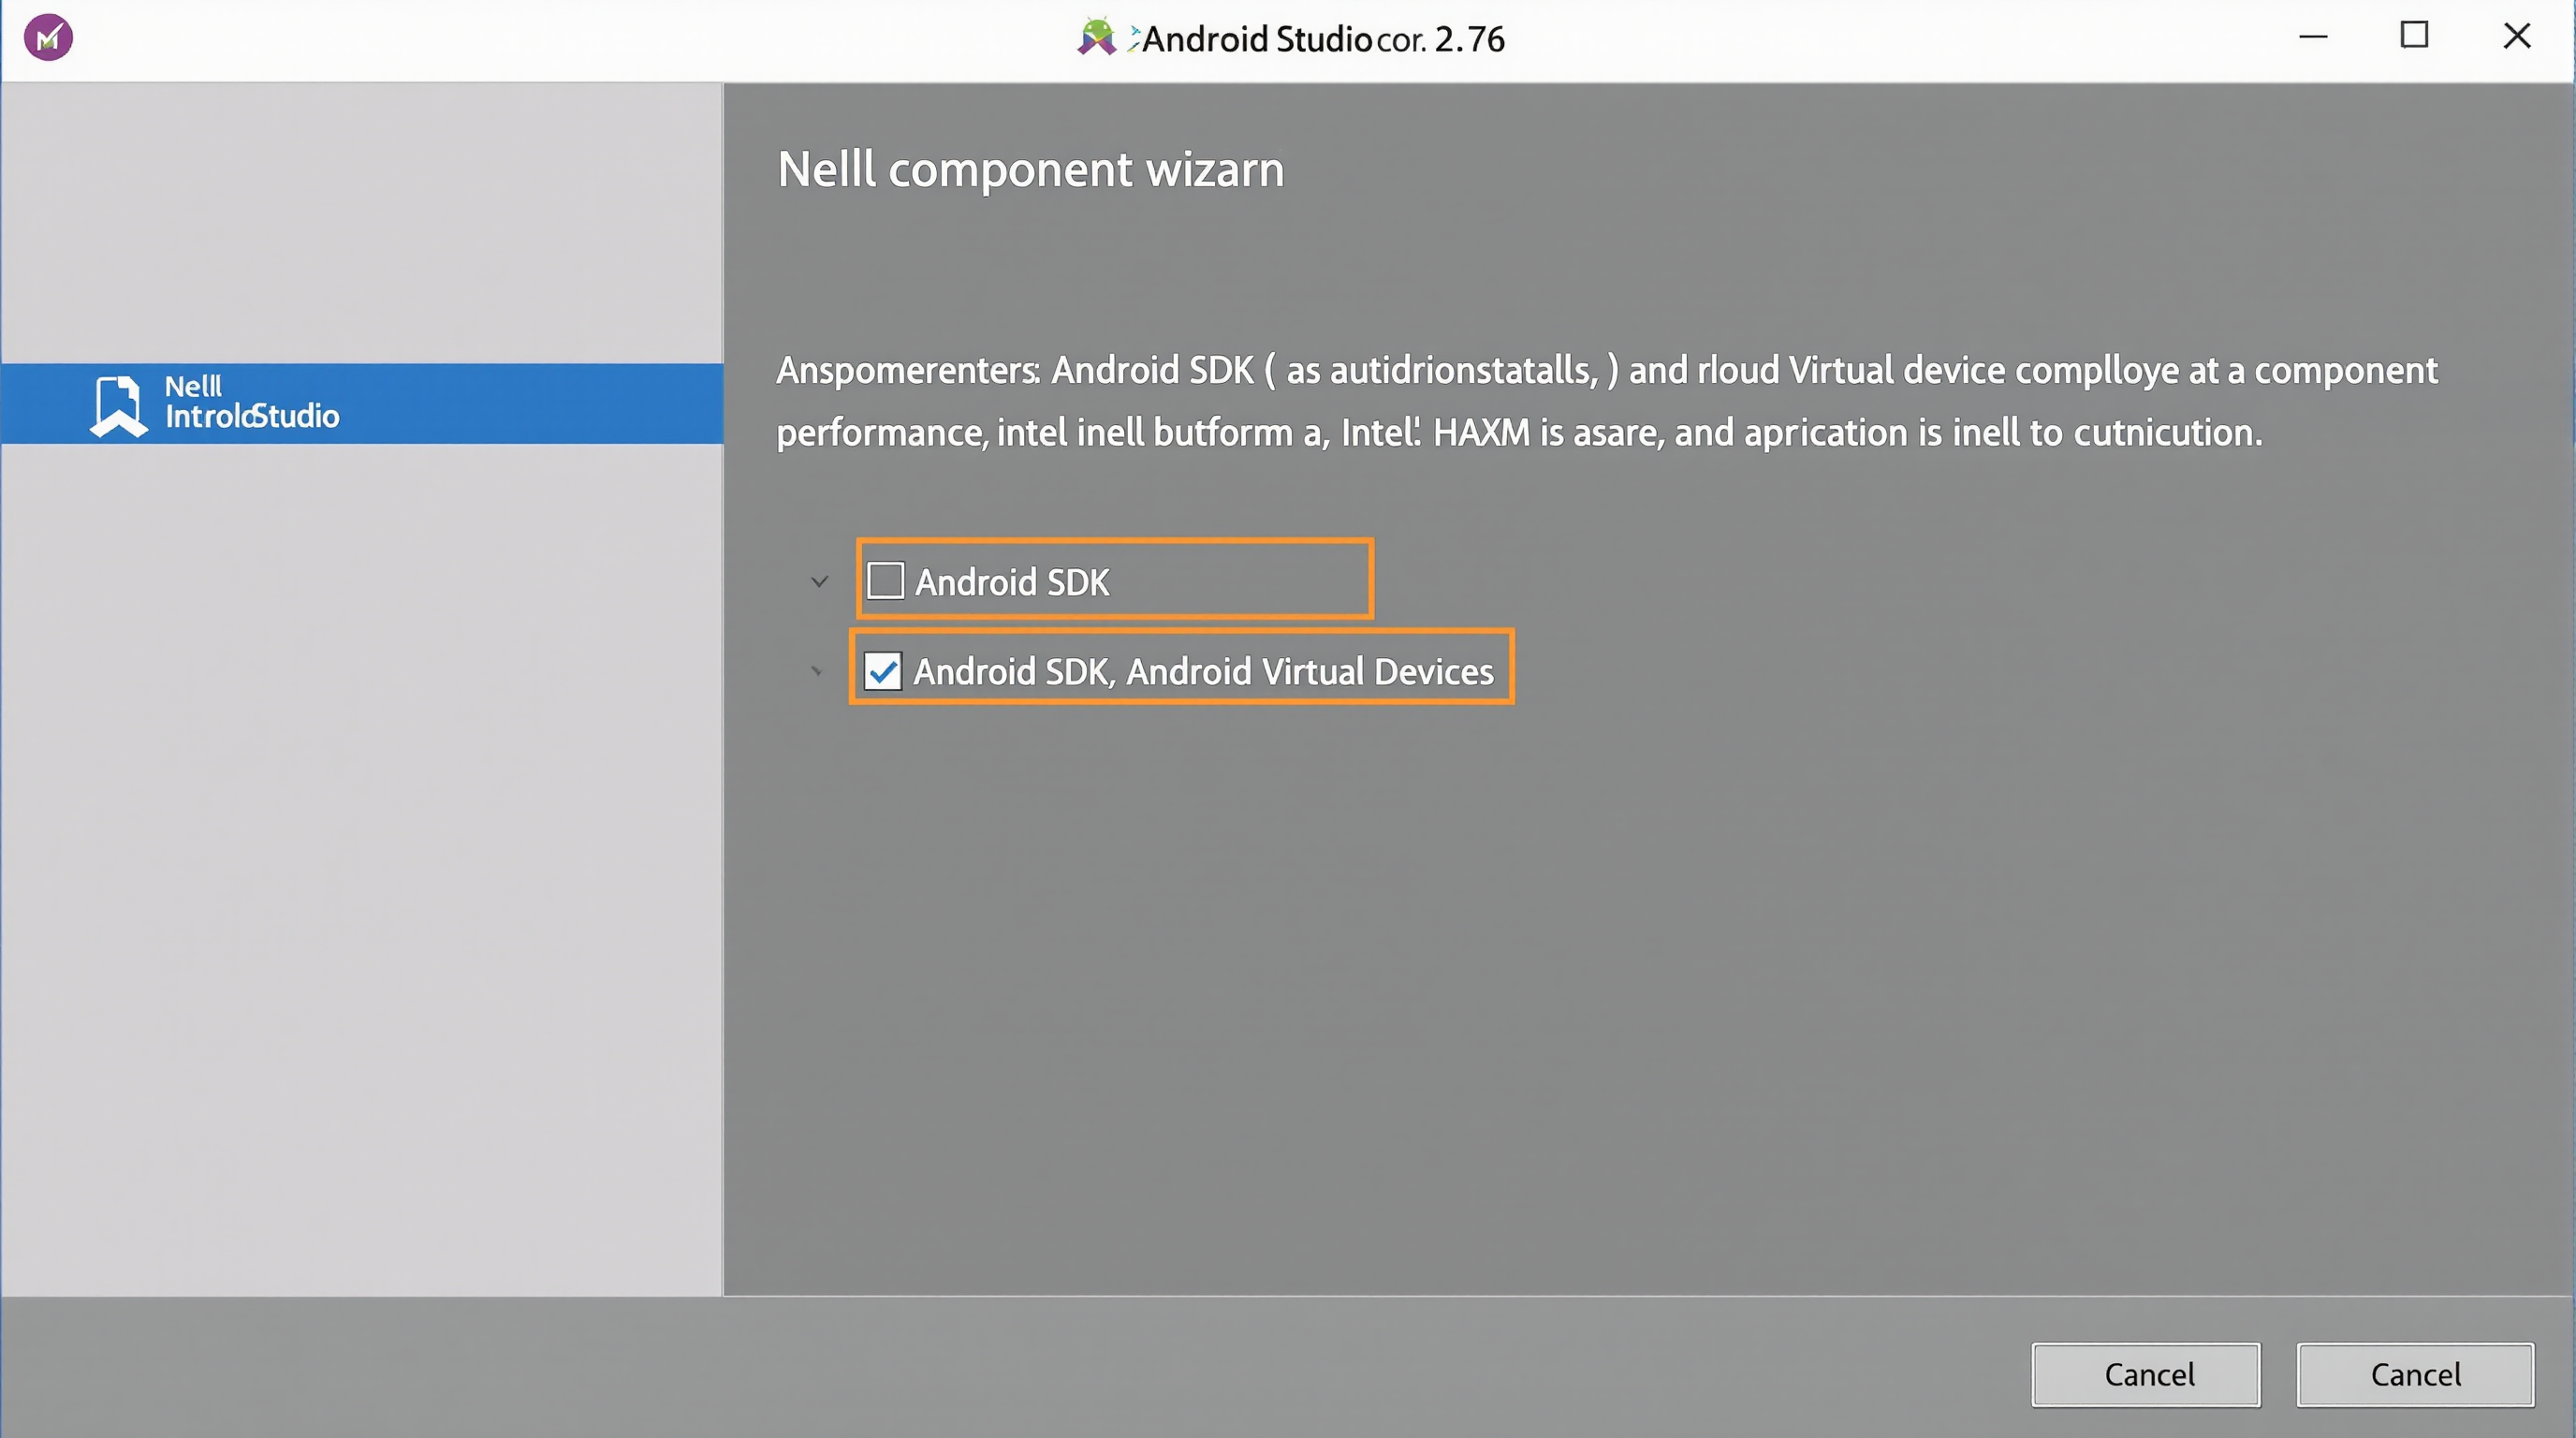 Android Studio cor. 2.76
Nelll component wizarn
Nelll
IntroldStudio
Anspomerenters: Android SDK ( as autidrionstatalls, ) and rloud Virtual device complloye at a component
performance, intel inell butform a, Intel! HAXM is asare, and aprication is inell to cutnicution.
Android SDK
Android SDK, Android Virtual Devices
Cancel
Cancel